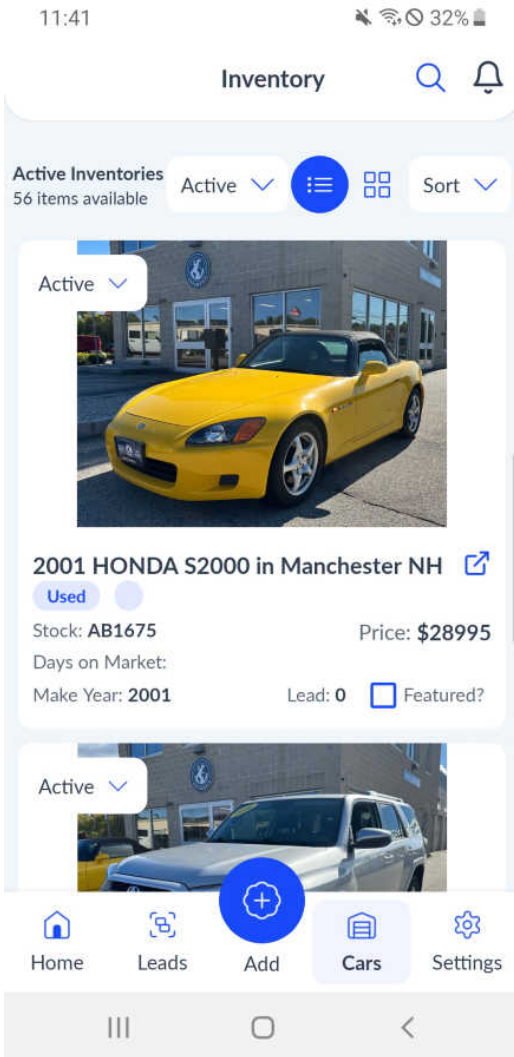 11:41
32%
Inventory
Active Inventories
56 items available
Active
Sort
Active
2001 HONDA S2000 in Manchester NH
Used
Stock: AB1675
Price: $28995
Days on Market:
Make Year: 2001
Lead: 0
Featured?
Active
Home
Leads
Add
Cars
Settings